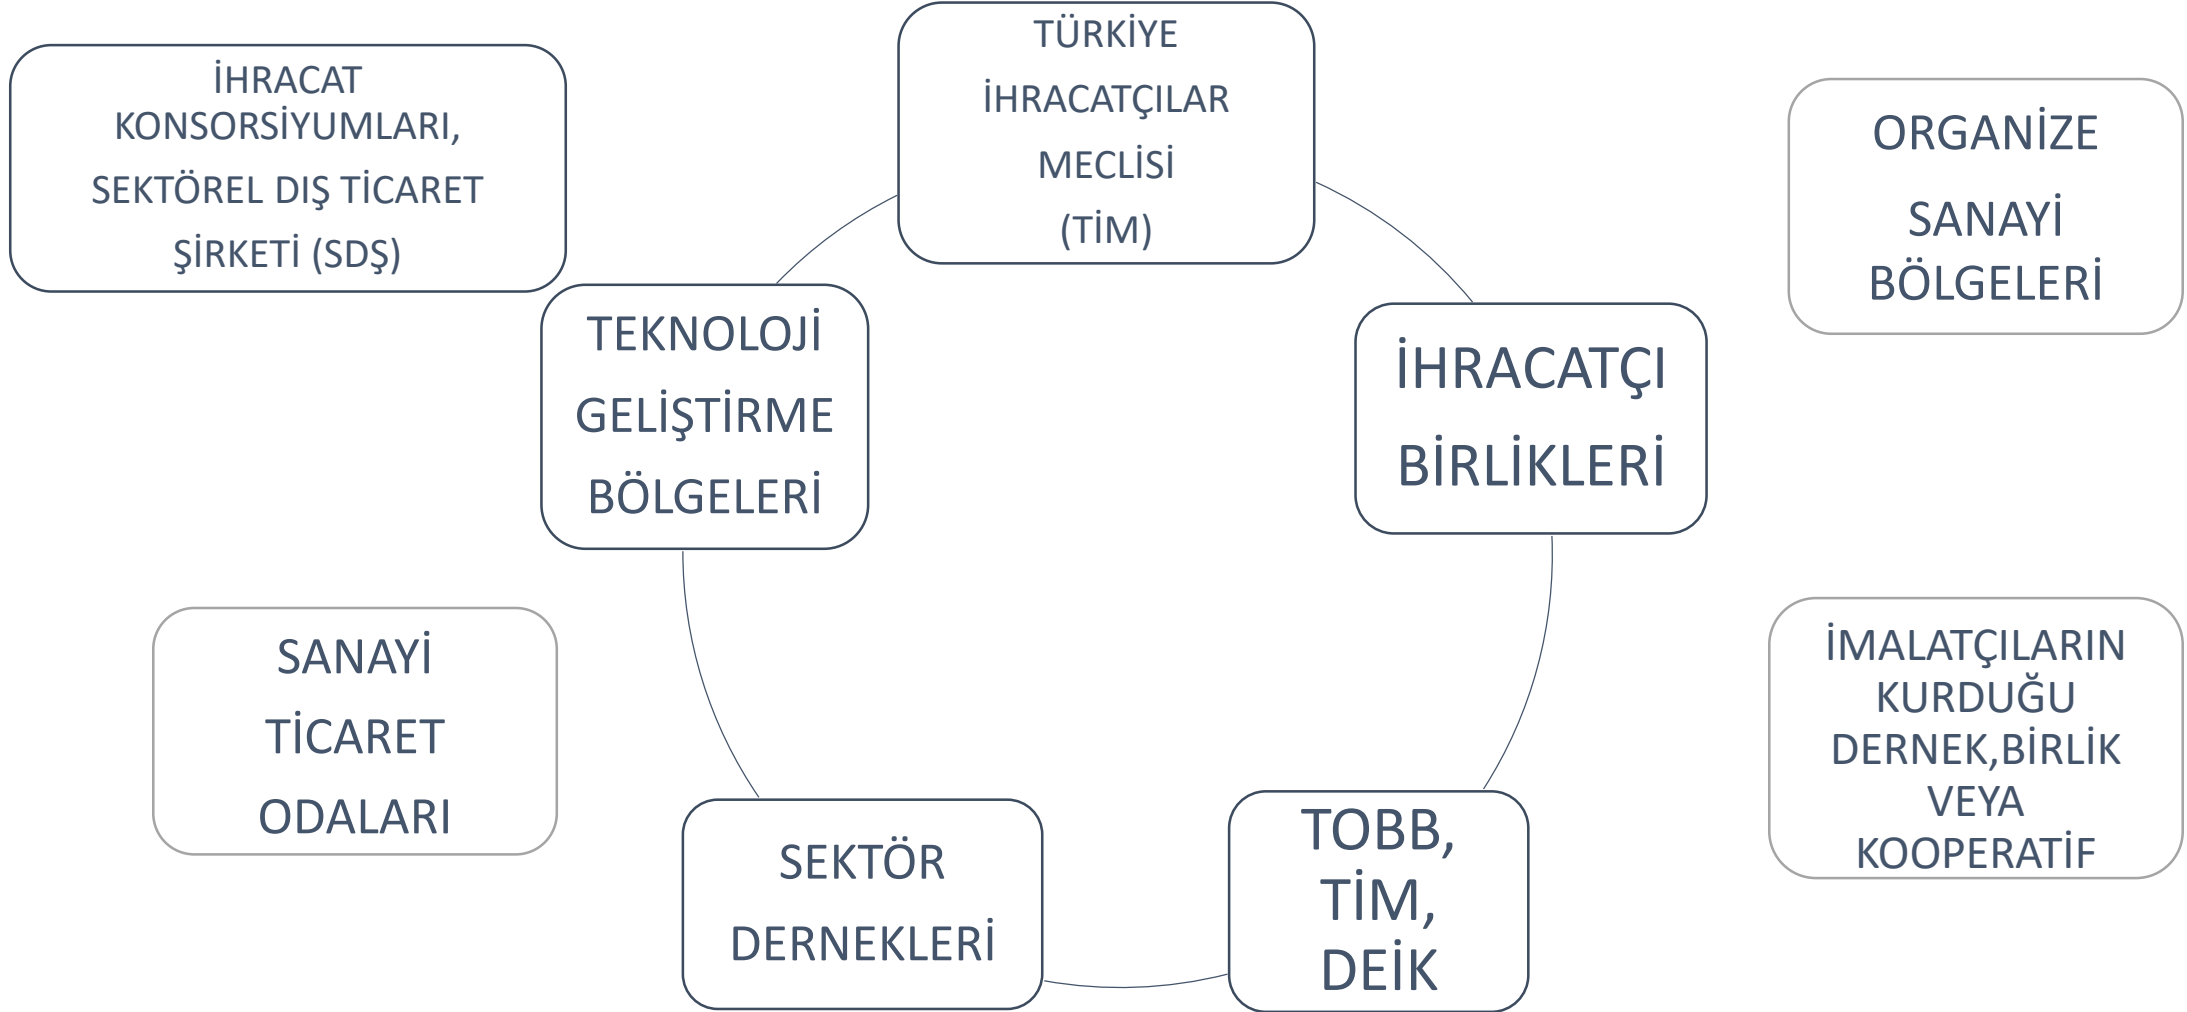 İHRACAT
KONSORSİYUMLARI,
SEKTÖREL DIŞ TİCARET
ŞİRKETİ (SDŞ)
TÜRKİYE
İHRACATÇILAR
MECLİSİ
(TİM)
ORGANİZE
SANAYİ
BÖLGELERİ
TEKNOLOJİ
GELİŞTİRME
BÖLGELERİ
İHRACATÇI
BİRLİKLERİ
SANAYİ
TİCARET
ODALARI
SEKTÖR
DERNEKLERİ
TOBB,
TİM,
DEİK
İMALATÇILARIN
KURDUĞU
DERNEK,BİRLİK
VEYA
KOOPERATİF